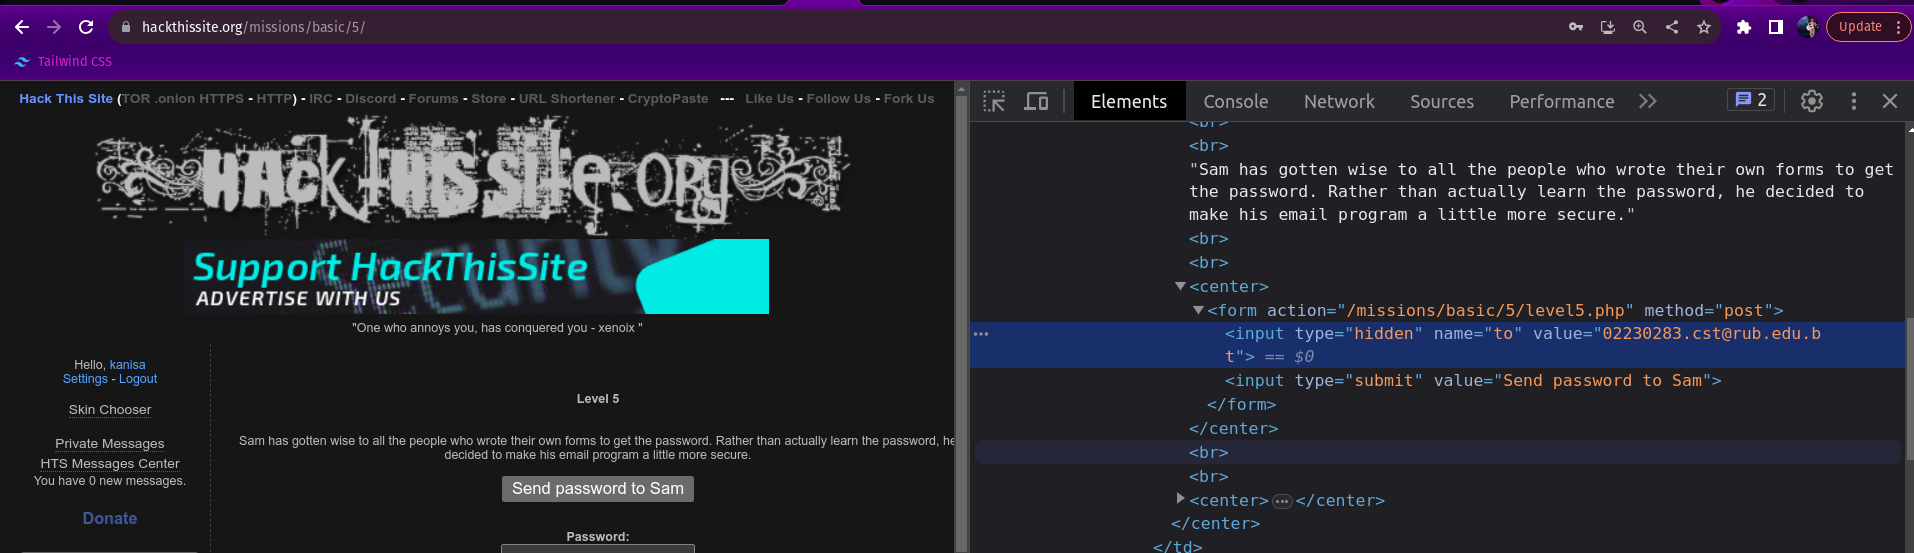 hackthissite.org/missions/basic/5/
Update
Tailwind CSS
Hack This Site (TOR .onion HTTPS - HTTP) - IRC - Discord - Forums - Store - URL Shortener - CryptoPaste --- Like Us - Follow Us - Fork Us
HACK THIS SITE.ORG
Support HackThisSite
ADVERTISE WITH US
"One who annoys you, has conquered you - xenoix "
Hello, kanisa
Settings - Logout
Skin Chooser
Private Messages
HTS Messages Center
You have 0 new messages.
Donate
Level 5
Sam has gotten wise to all the people who wrote their own forms to get the password. Rather than actually learn the password, he
decided to make his email program a little more secure.
Send password to Sam
Password:
Elements Console Network Sources Performance 2
<br>
<br>
"Sam has gotten wise to all the people who wrote their own forms to get
the password. Rather than actually learn the password, he decided to
make his email program a little more secure."
<br>
<br>
<center>
<form action="/missions/basic/5/level5.php" method="post">
<input type="hidden" name="to" value="02230283.cst@rub.edu.b
t"> == $0
<input type="submit" value="Send password to Sam">
</form>
</center>
<br>
<br>
<center>…</center>
</center>
</td>